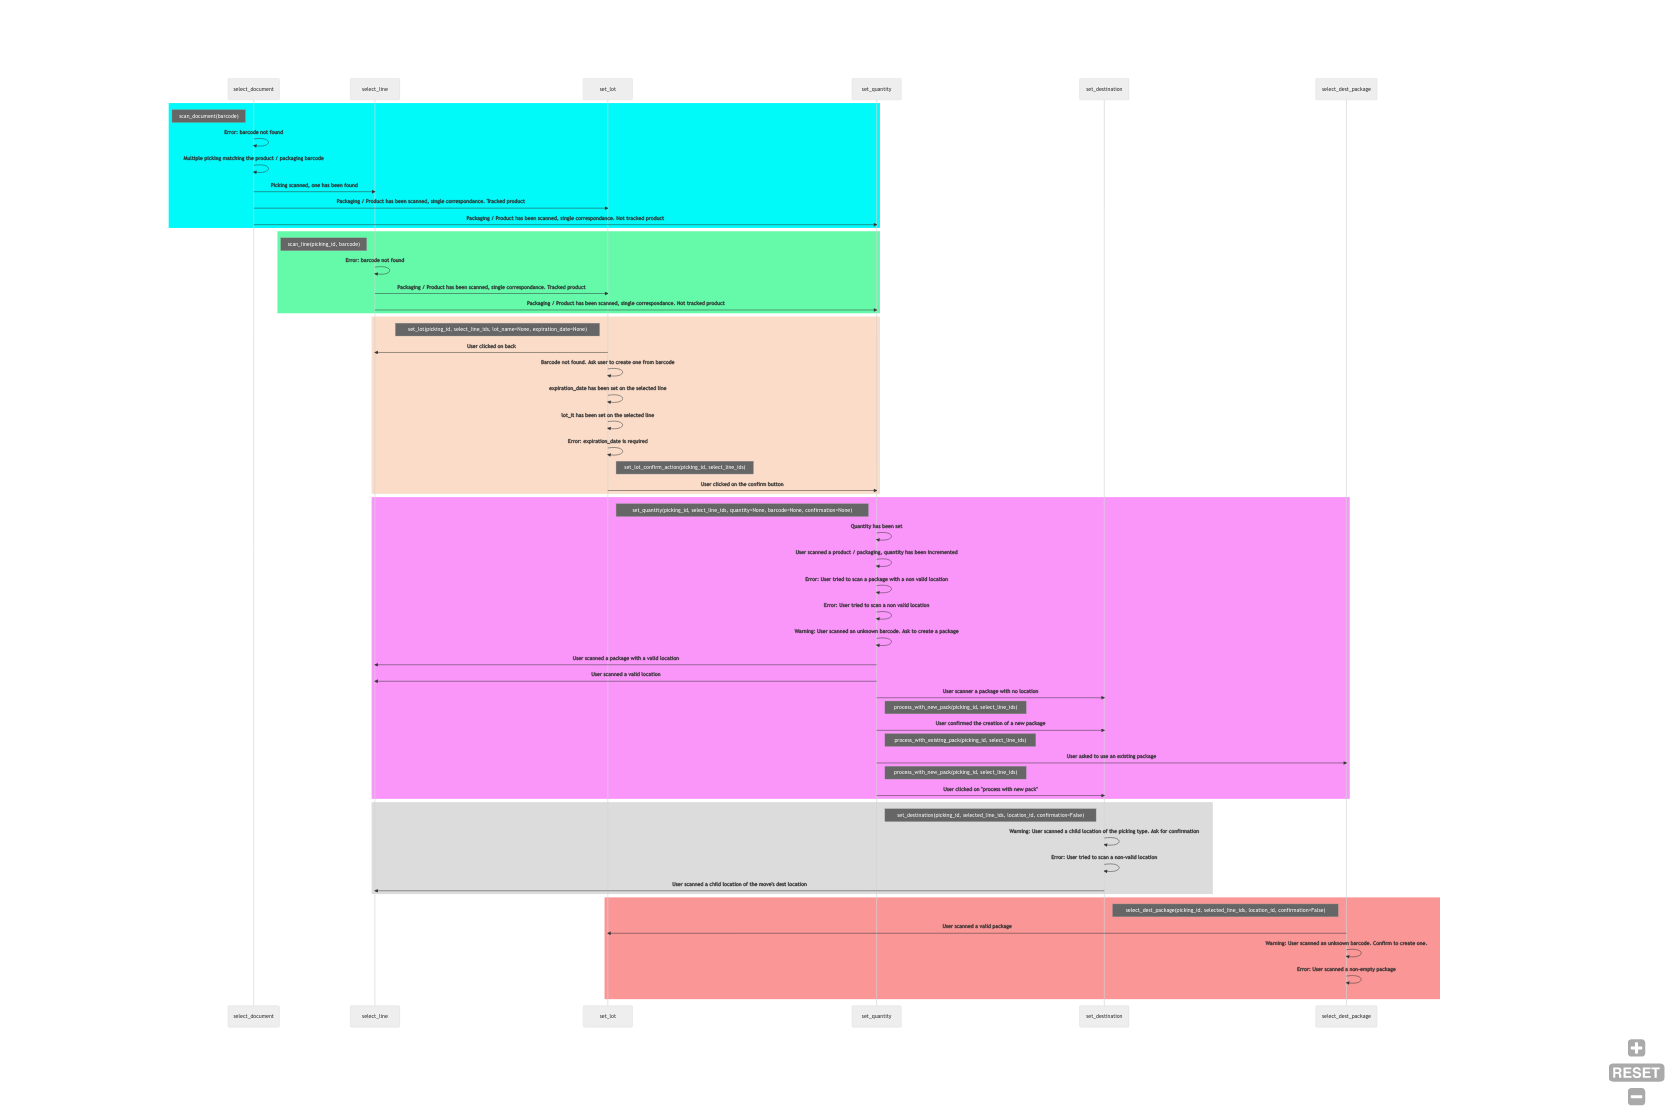 select_document select_line set_lot set_quantity set_destination select_dest_package
scan_document(barcode)
Error: barcode not found
Multiple picking matching the product / packaging barcode
Picking scanned, one has been found
Packaging / Product has been scanned, single correspondance. Tracked product
Packaging / Product has been scanned, single correspondance. Not tracked product
scan_line(picking_id, barcode)
Error: barcode not found
Packaging / Product has been scanned, single correspondance. Tracked product
Packaging / Product has been scanned, single correspondance. Not tracked product
set_lot(picking_id, select_line_ids, lot_name=None, expiration_date=None)
User clicked on back
Barcode not found. Ask user to create one from barcode
expiration_date has been set on the selected line
lot_it has been set on the selected line
Error: expiration_date is required
set_lot_confirm_action(picking_id, select_line_ids)
User clicked on the confirm button
set_quantity(picking_id, select_line_ids, quantity=None, barcode=None, confirmation=None)
Quantity has been set
User scanned a product / packaging, quantity has been incremented
Error: User tried to scan a package with a non valid location
Error: User tried to scan a non valid location
Warning: User scanned an unknown barcode. Ask to create a package
User scanned a package with a valid location
User scanned a valid location
User scanner a package with no location
process_with_new_pack(picking_id, select_line_ids)
User confirmed the creation of a new package
process_with_existing_pack(picking_id, select_line_ids)
User asked to use an existing package
process_with_new_pack(picking_id, select_line_ids)
User clicked on "process with new pack"
set_destination(picking_id, selected_line_ids, location_id, confirmation=False)
Warning: User scanned a child location of the picking type. Ask for confirmation
Error: User tried to scan a non-valid location
User scanned a child location of the move's dest location
select_dest_package(picking_id, selected_line_ids, location_id, confirmation=False)
User scanned a valid package
Warning: User scanned an unknown barcode. Confirm to create one.
Error: User scanned a non-empty package
select_document select_line set_lot set_quantity set_destination select_dest_package
RESET